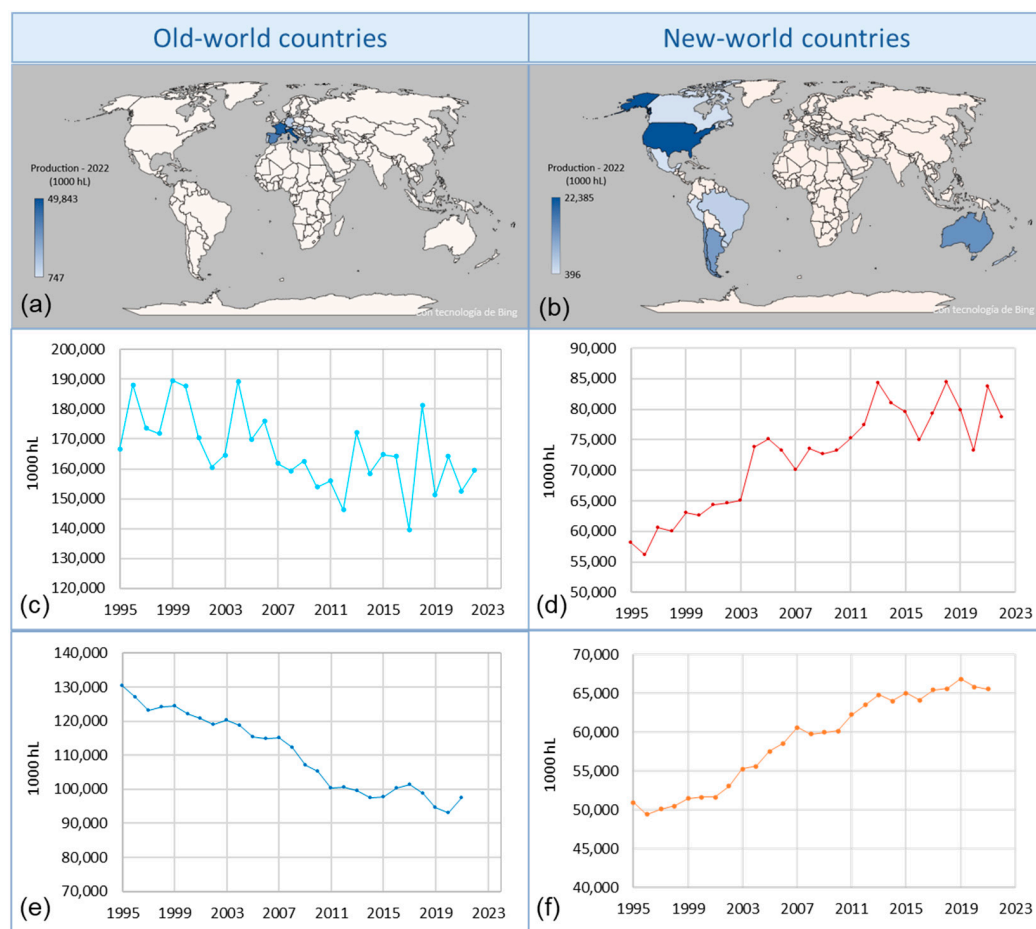 Old-world countries
New-world countries
Production - 2022
(1000 hL)
49,843
747
(a)
Con tecnología de Bing
Production - 2022
(1000 hL)
22,385
396
(b)
Con tecnología de Bing
200,000
190,000
180,000
170,000
160,000
150,000
140,000
130,000
120,000
1000 hL
1995 1999 2003 2007 2011 2015 2019 2023
(c)
90,000
85,000
80,000
75,000
70,000
65,000
60,000
55,000
50,000
1000 hL
1995 1999 2003 2007 2011 2015 2019 2023
(d)
140,000
130,000
120,000
110,000
100,000
90,000
80,000
70,000
1000 hL
1995 1999 2003 2007 2011 2015 2019 2023
(e)
70,000
65,000
60,000
55,000
50,000
45,000
40,000
1000 hL
1995 1999 2003 2007 2011 2015 2019 2023
(f)